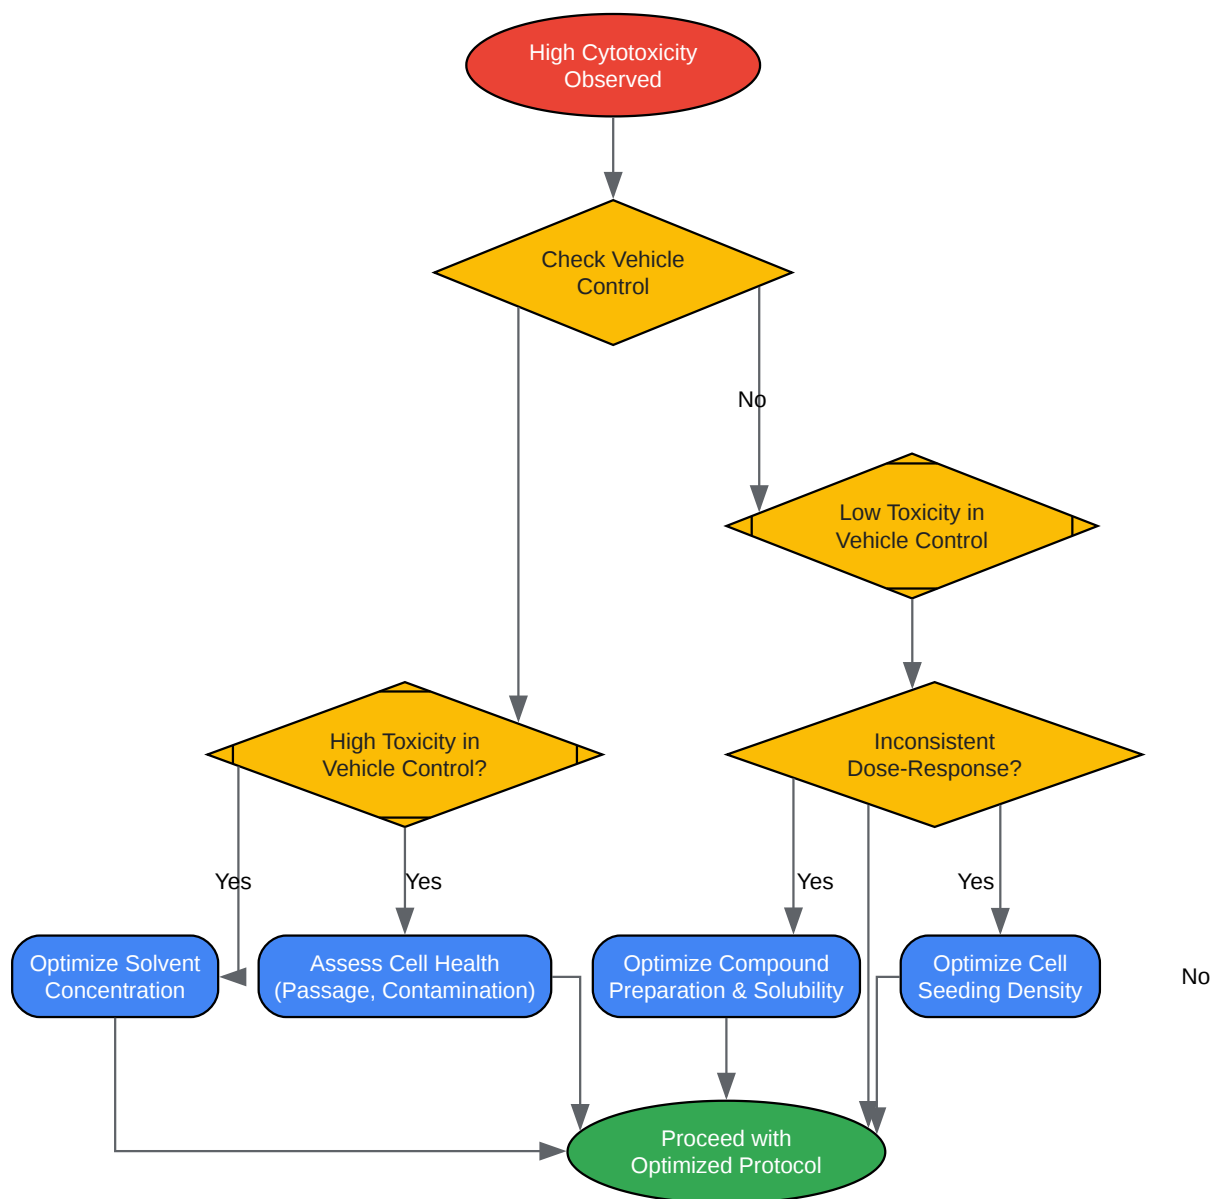 High Cytotoxicity
Observed
Check Vehicle
Control
No
Low Toxicity in
Vehicle Control
High Toxicity in
Vehicle Control?
Inconsistent
Dose-Response?
Yes
Yes
Yes
Yes
Optimize Solvent
Concentration
Assess Cell Health
(Passage, Contamination)
Optimize Compound
Preparation & Solubility
Optimize Cell
Seeding Density
No
Proceed with
Optimized Protocol